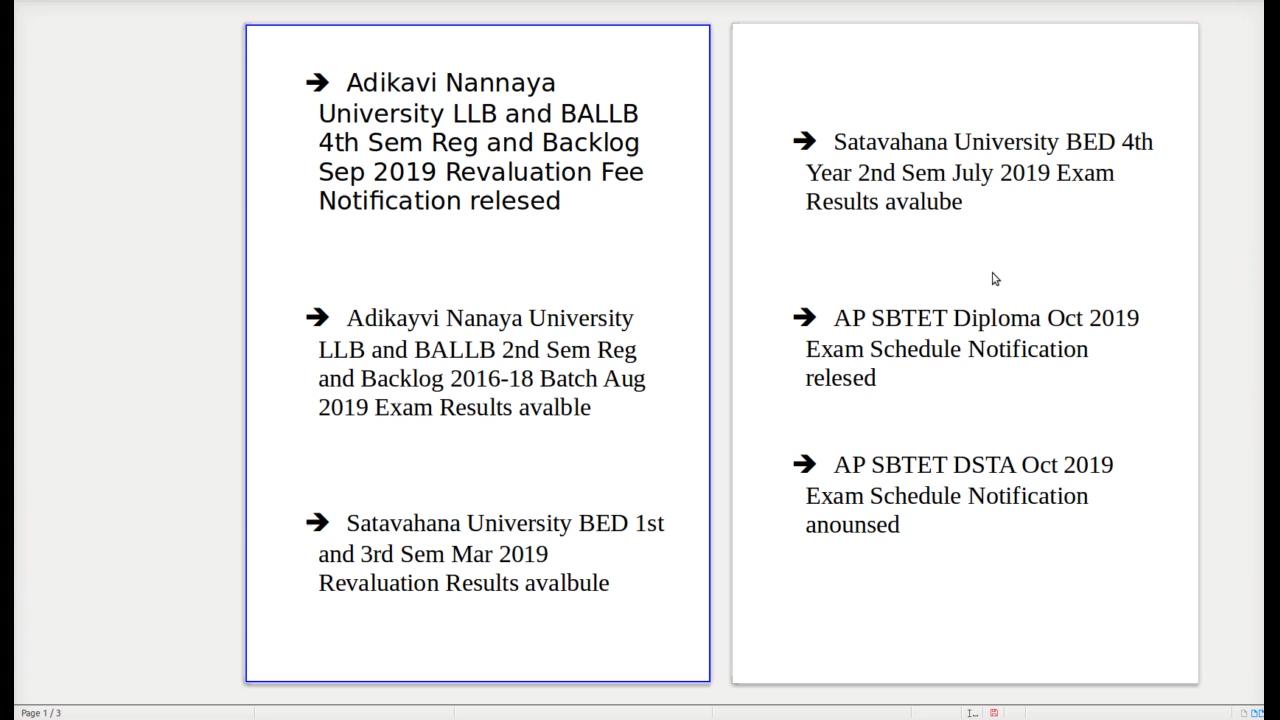 ➔ Adikavi Nannaya
University LLB and BALLB
4th Sem Reg and Backlog
Sep 2019 Revaluation Fee
Notification relesed
➔ Adikayvi Nanaya University
LLB and BALLB 2nd Sem Reg
and Backlog 2016-18 Batch Aug
2019 Exam Results avalble
➔ Satavahana University BED 1st
and 3rd Sem Mar 2019
Revaluation Results avalbule
➔ Satavahana University BED 4th
Year 2nd Sem July 2019 Exam
Results avalube
➔ AP SBTET Diploma Oct 2019
Exam Schedule Notification
relesed
➔ AP SBTET DSTA Oct 2019
Exam Schedule Notification
anounsed
Page 1 / 3